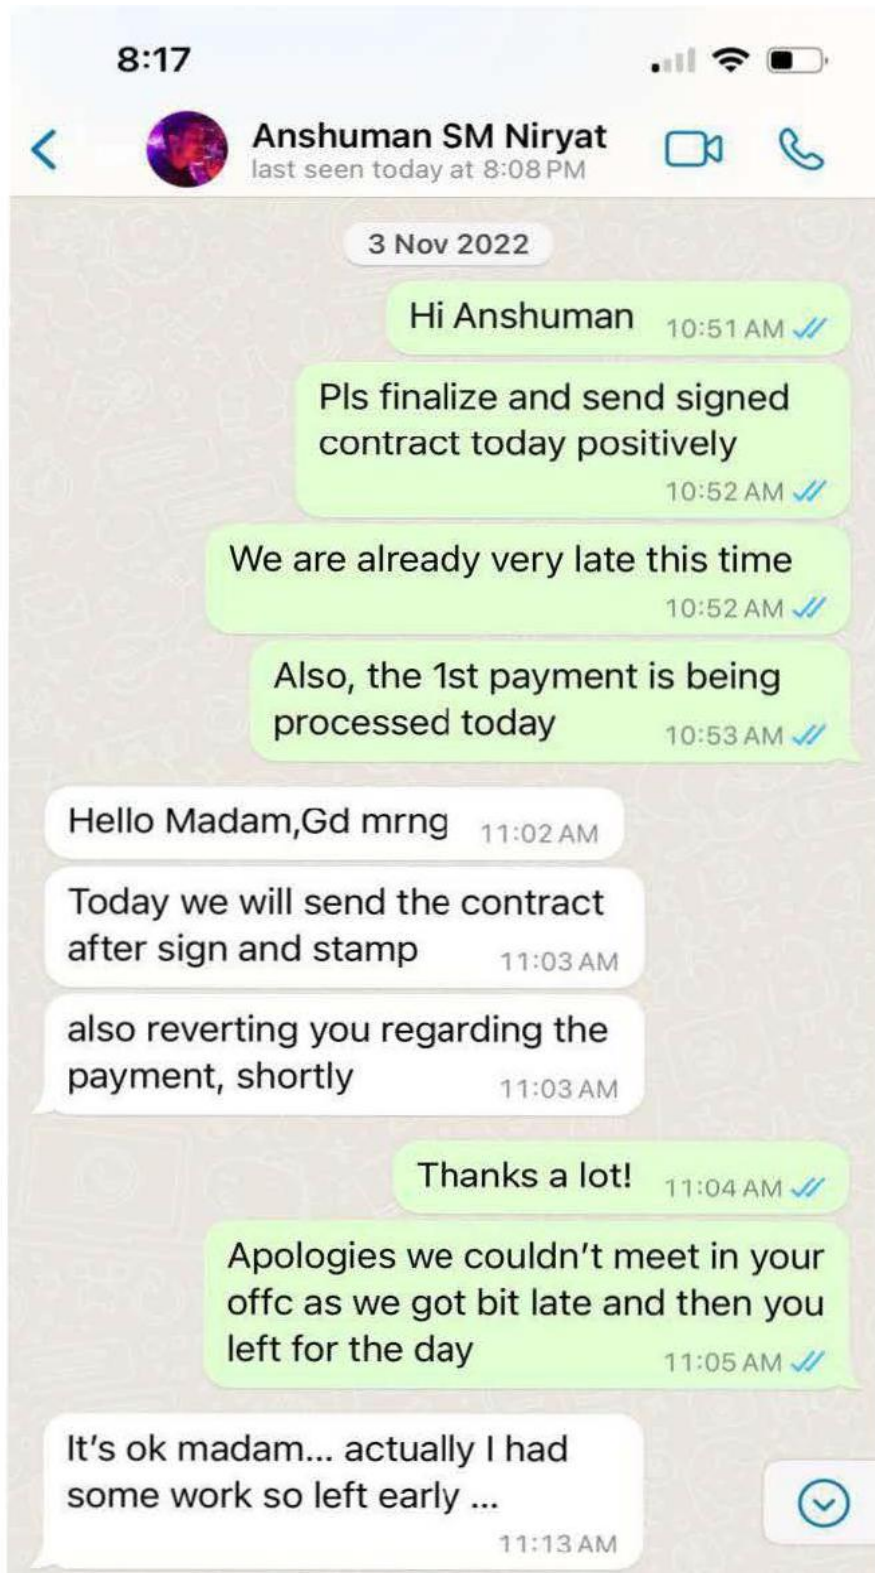 8:17
Anshuman SM Niryat
last seen today at 8:08 PM
3 Nov 2022
Hi Anshuman 10:51 AM
Pls finalize and send signed
contract today positively
10:52 AM
We are already very late this time
10:52 AM
Also, the 1st payment is being
processed today 10:53 AM
Hello Madam,Gd mrng 11:02 AM
Today we will send the contract
after sign and stamp 11:03 AM
also reverting you regarding the
payment, shortly 11:03 AM
Thanks a lot! 11:04 AM
Apologies we couldn't meet in your
offc as we got bit late and then you
left for the day 11:05 AM
It's ok madam... actually I had
some work so left early ...
11:13 AM